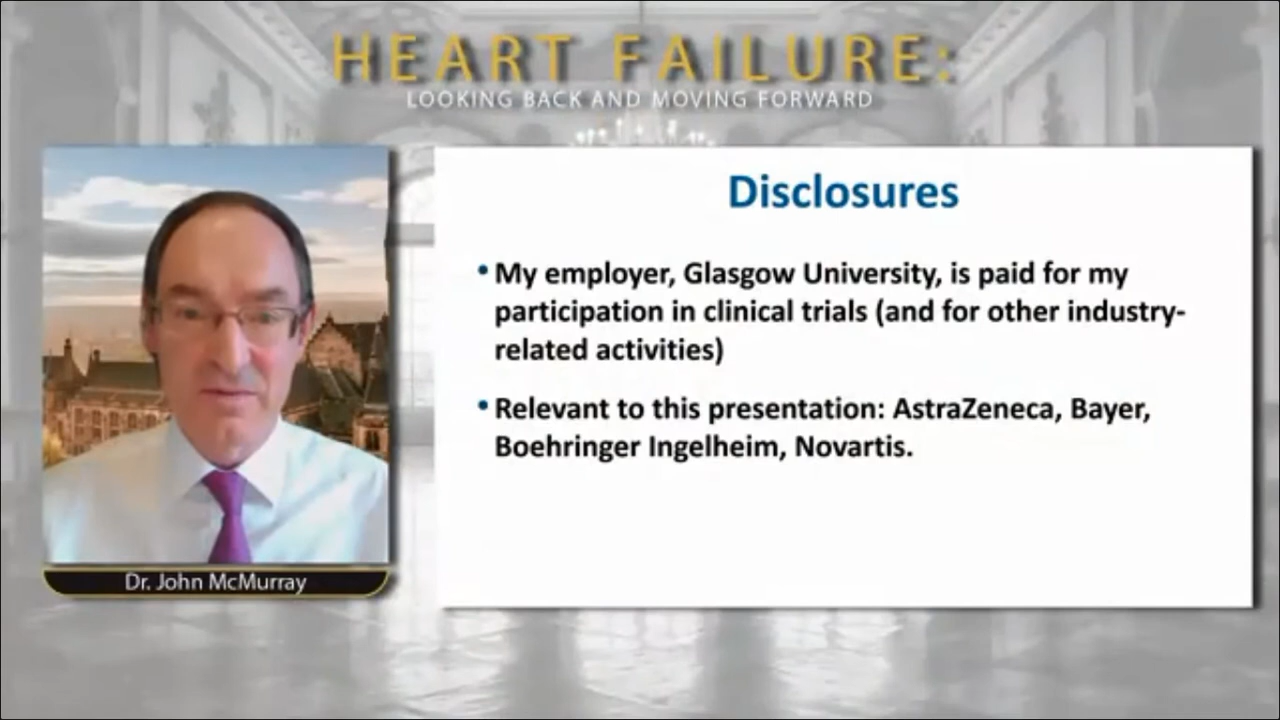 HEART FAILURE:
LOOKING BACK AND MOVING FORWARD
Dr. John McMurray
Disclosures
• My employer, Glasgow University, is paid for my
participation in clinical trials (and for other industry-
related activities)
• Relevant to this presentation: AstraZeneca, Bayer,
Boehringer Ingelheim, Novartis.